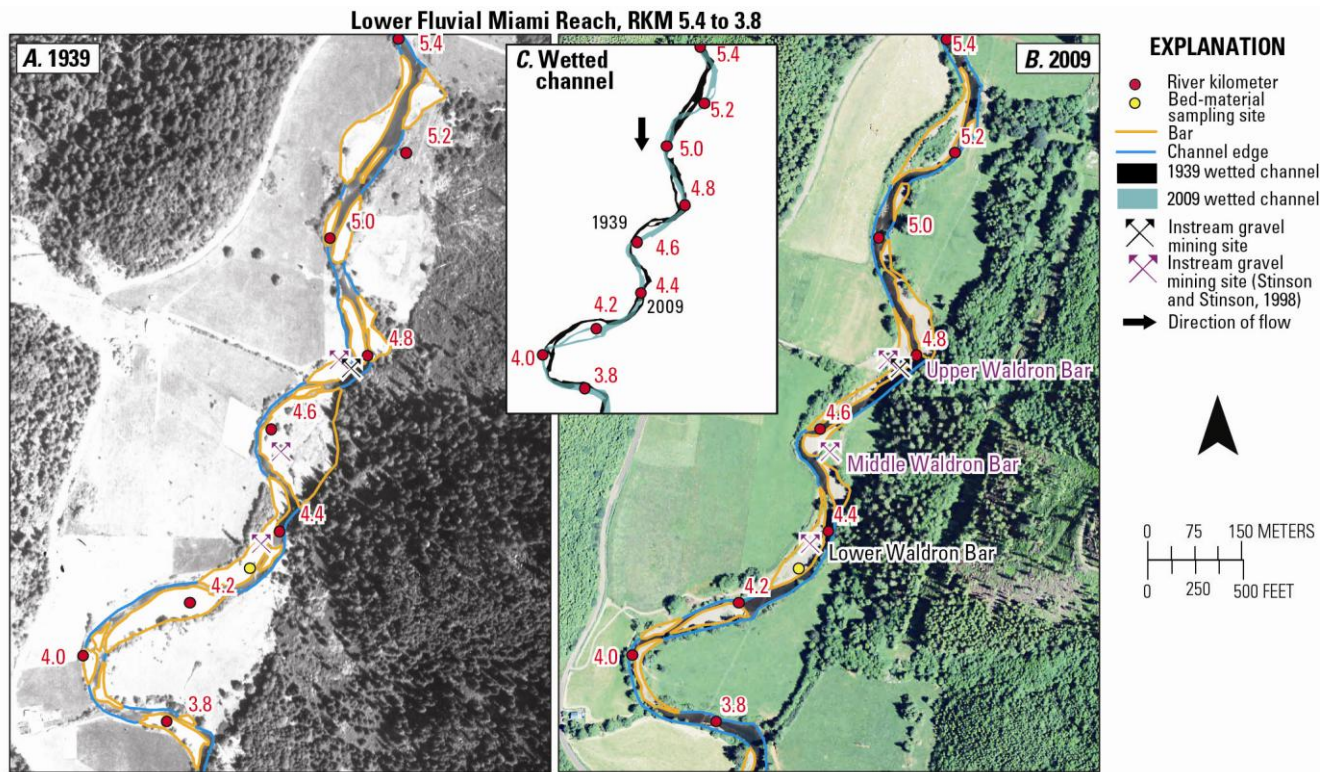 Lower Fluvial Miami Reach, RKM 5.4 to 3.8
A. 1939
5.4
5.2
5.0
4.8
4.6
4.4
4.2
4.0
3.8
C. Wetted
channel
5.4
5.2
5.0
4.8
1939
4.6
4.4
2009
4.2
4.0
3.8
B. 2009
5.4
5.2
5.0
4.8
Upper Waldron Bar
4.6
Middle Waldron Bar
4.4
Lower Waldron Bar
4.2
4.0
3.8
EXPLANATION
River kilometer
Bed-material
sampling site
Bar
Channel edge
1939 wetted channel
2009 wetted channel
Instream gravel
mining site
Instream gravel
mining site (Stinson
and Stinson, 1998)
Direction of flow
0 75 150 METERS
0 250 500 FEET